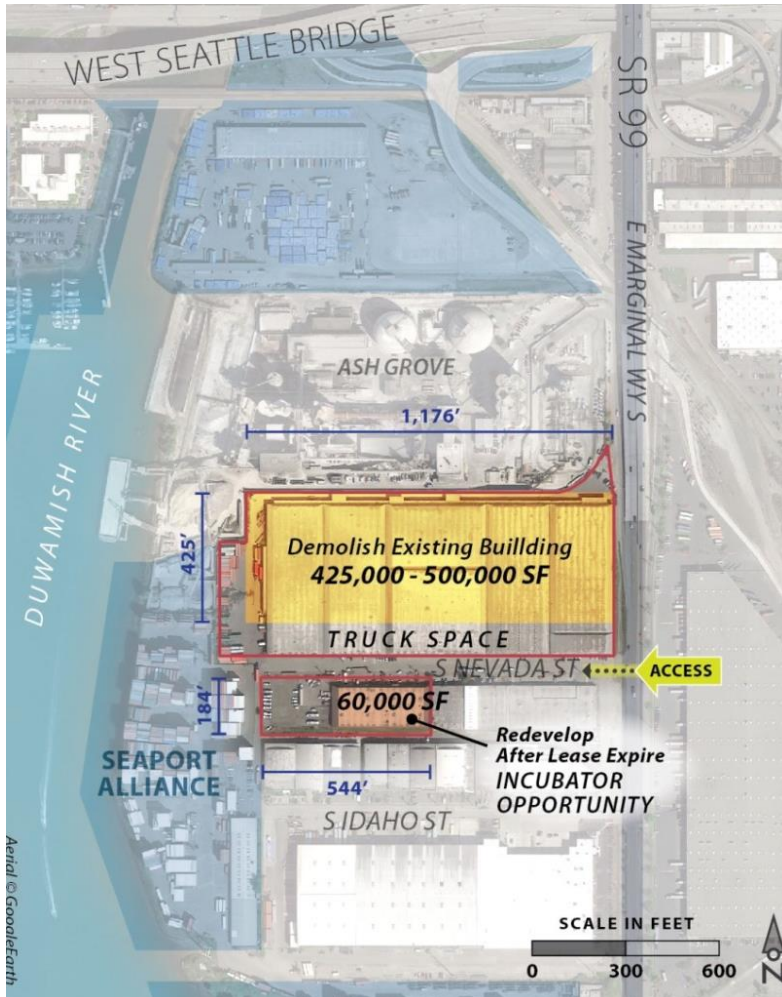 WEST SEATTLE BRIDGE
SR 99
E MARGINAL WY S
ASH GROVE
1,176'
DUWAMISH RIVER
425'
Demolish Existing Buillding
425,000 - 500,000 SF
TRUCK SPACE
S NEVADA ST
ACCESS
184'
60,000 SF
Redevelop
After Lease Expire
INCUBATOR
OPPORTUNITY
SEAPORT
ALLIANCE
544'
S IDAHO ST
Aerial © GoogleEarth
SCALE IN FEET
0 300 600
N